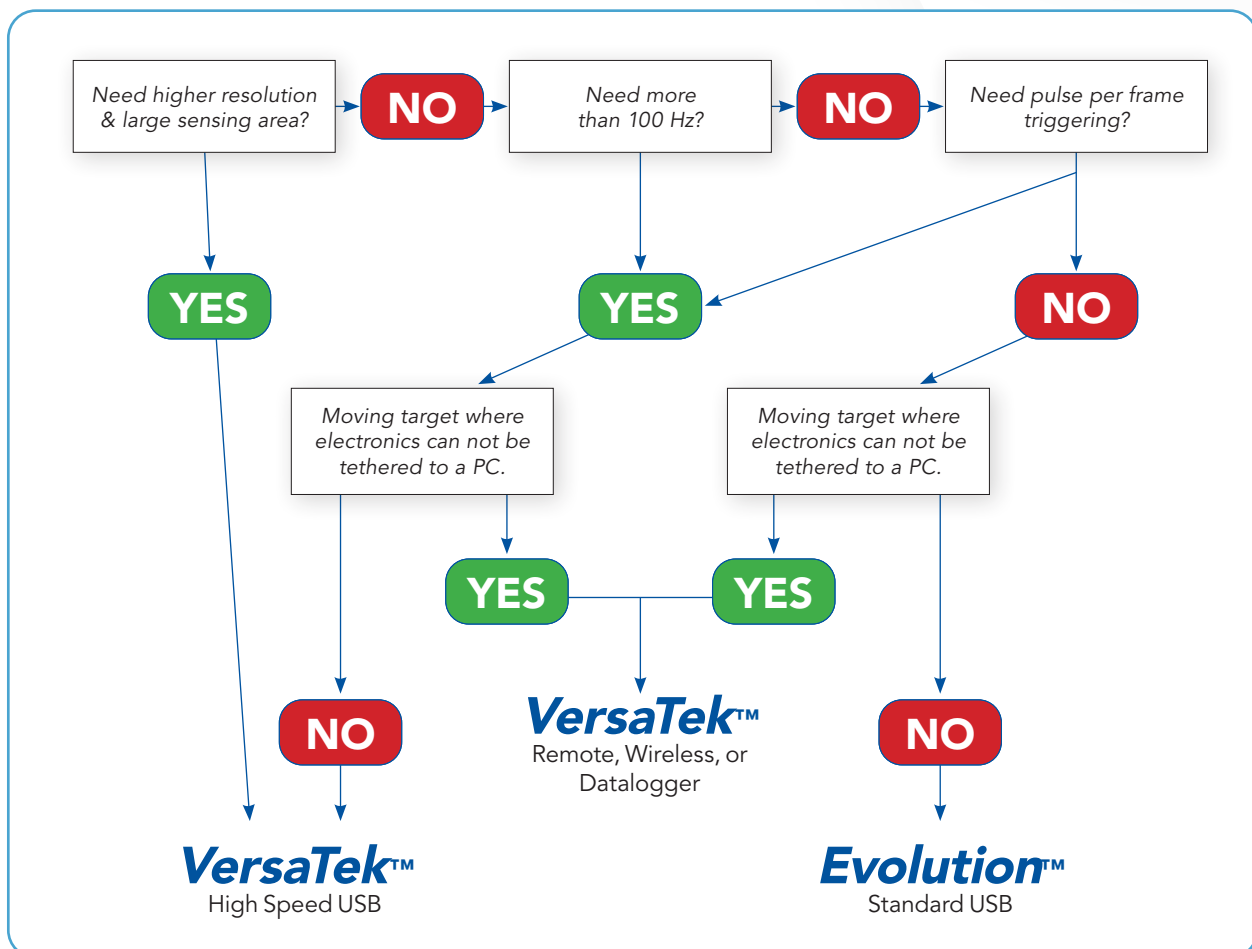 Need higher resolution
& large sensing area?
NO
Need more
than 100 Hz?
NO
Need pulse per frame
triggering?
YES
YES
NO
Moving target where
electronics can not be
tethered to a PC.
Moving target where
electronics can not be
tethered to a PC.
YES
YES
NO
VersaTek™
Remote, Wireless, or
Datalogger
NO
VersaTek™
High Speed USB
Evolution™
Standard USB